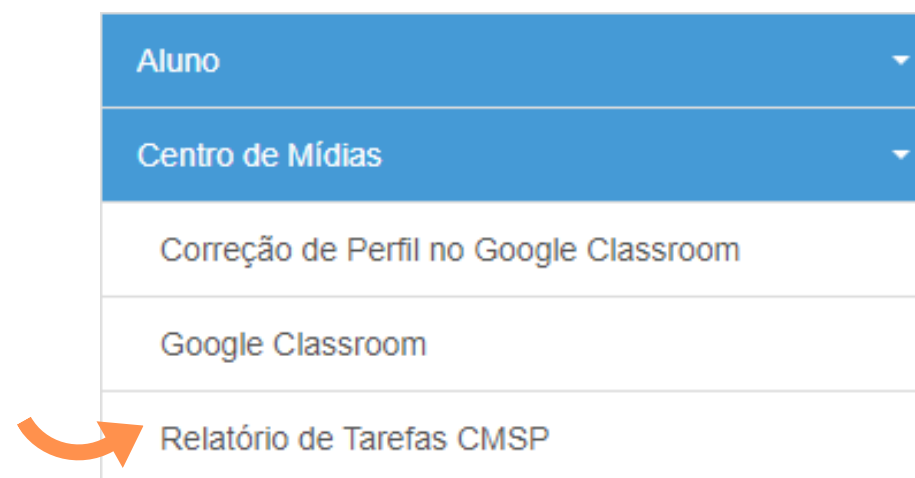 Aluno
Centro de Mídias
Correção de Perfil no Google Classroom
Google Classroom
Relatório de Tarefas CMSP